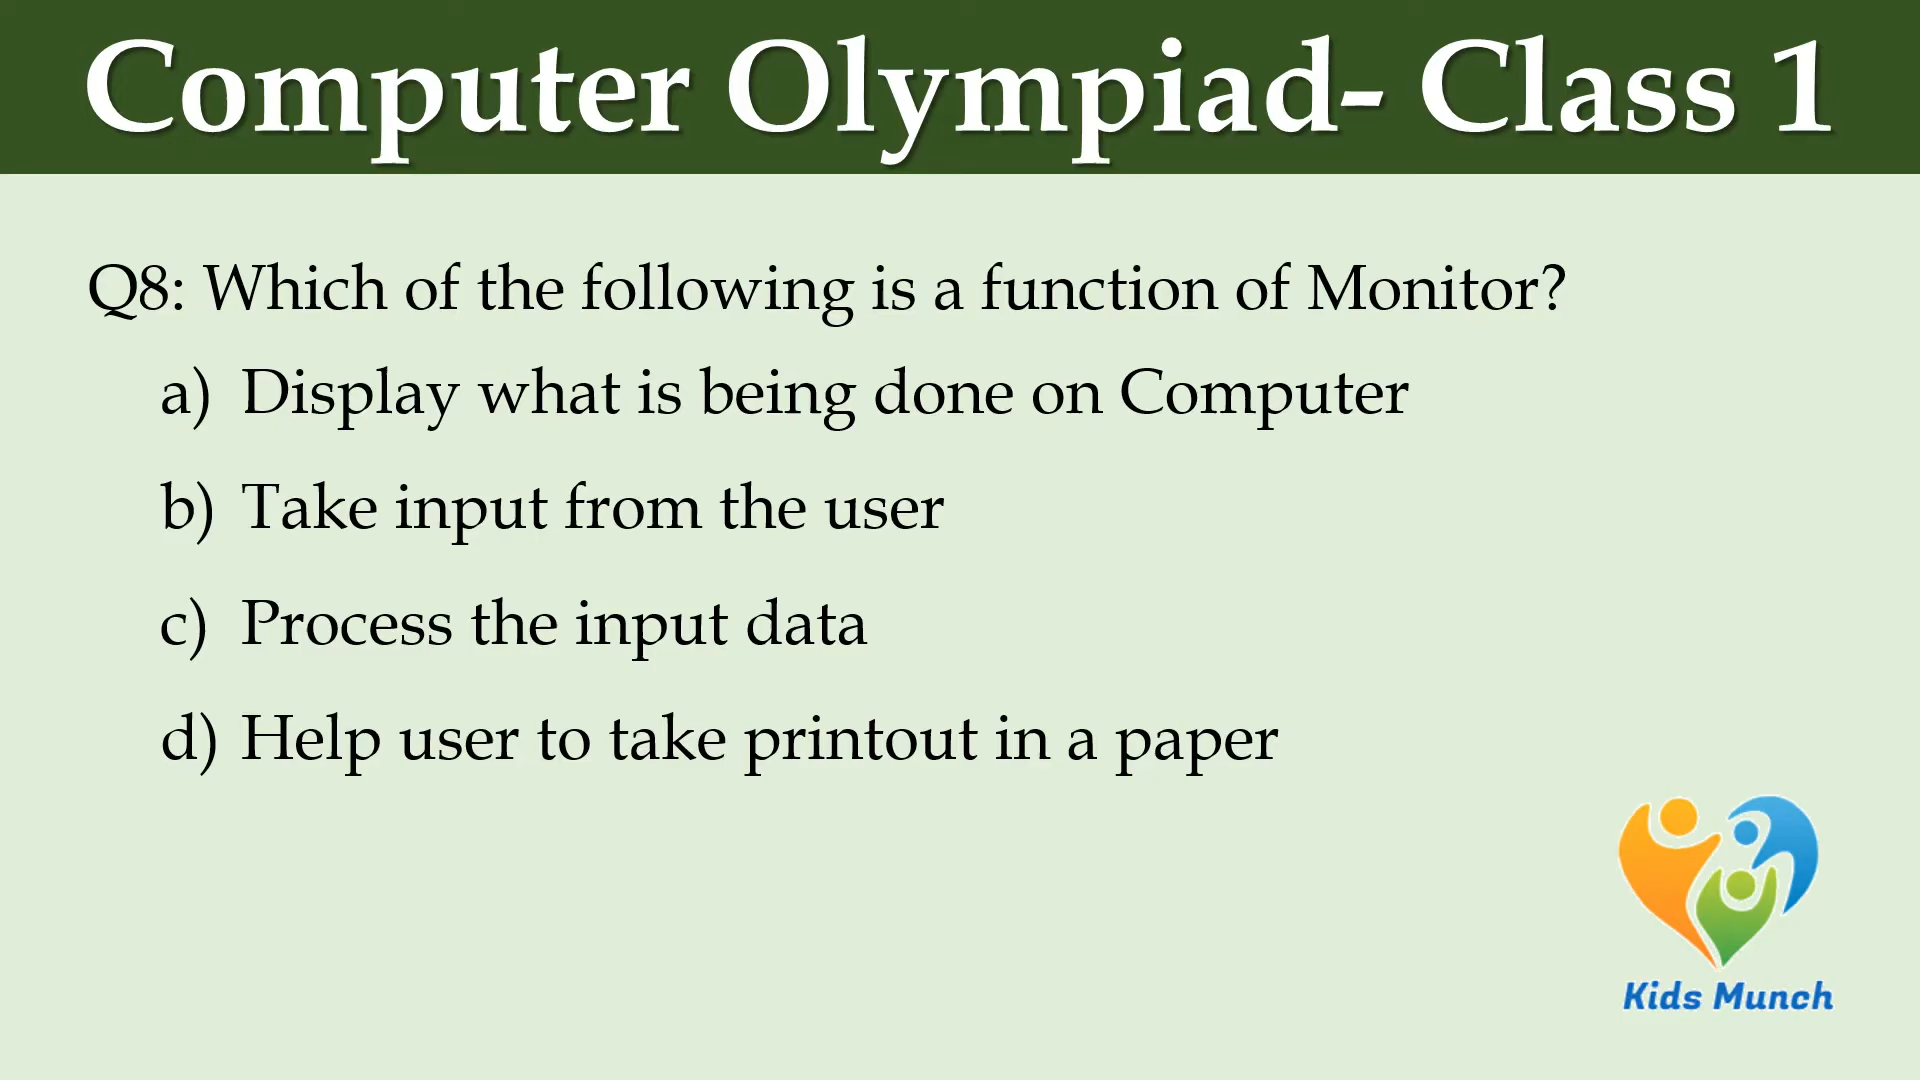 Computer Olympiad- Class 1
Q8: Which of the following is a function of Monitor?
a) Display what is being done on Computer
b) Take input from the user
c) Process the input data
d) Help user to take printout in a paper
Kids Munch